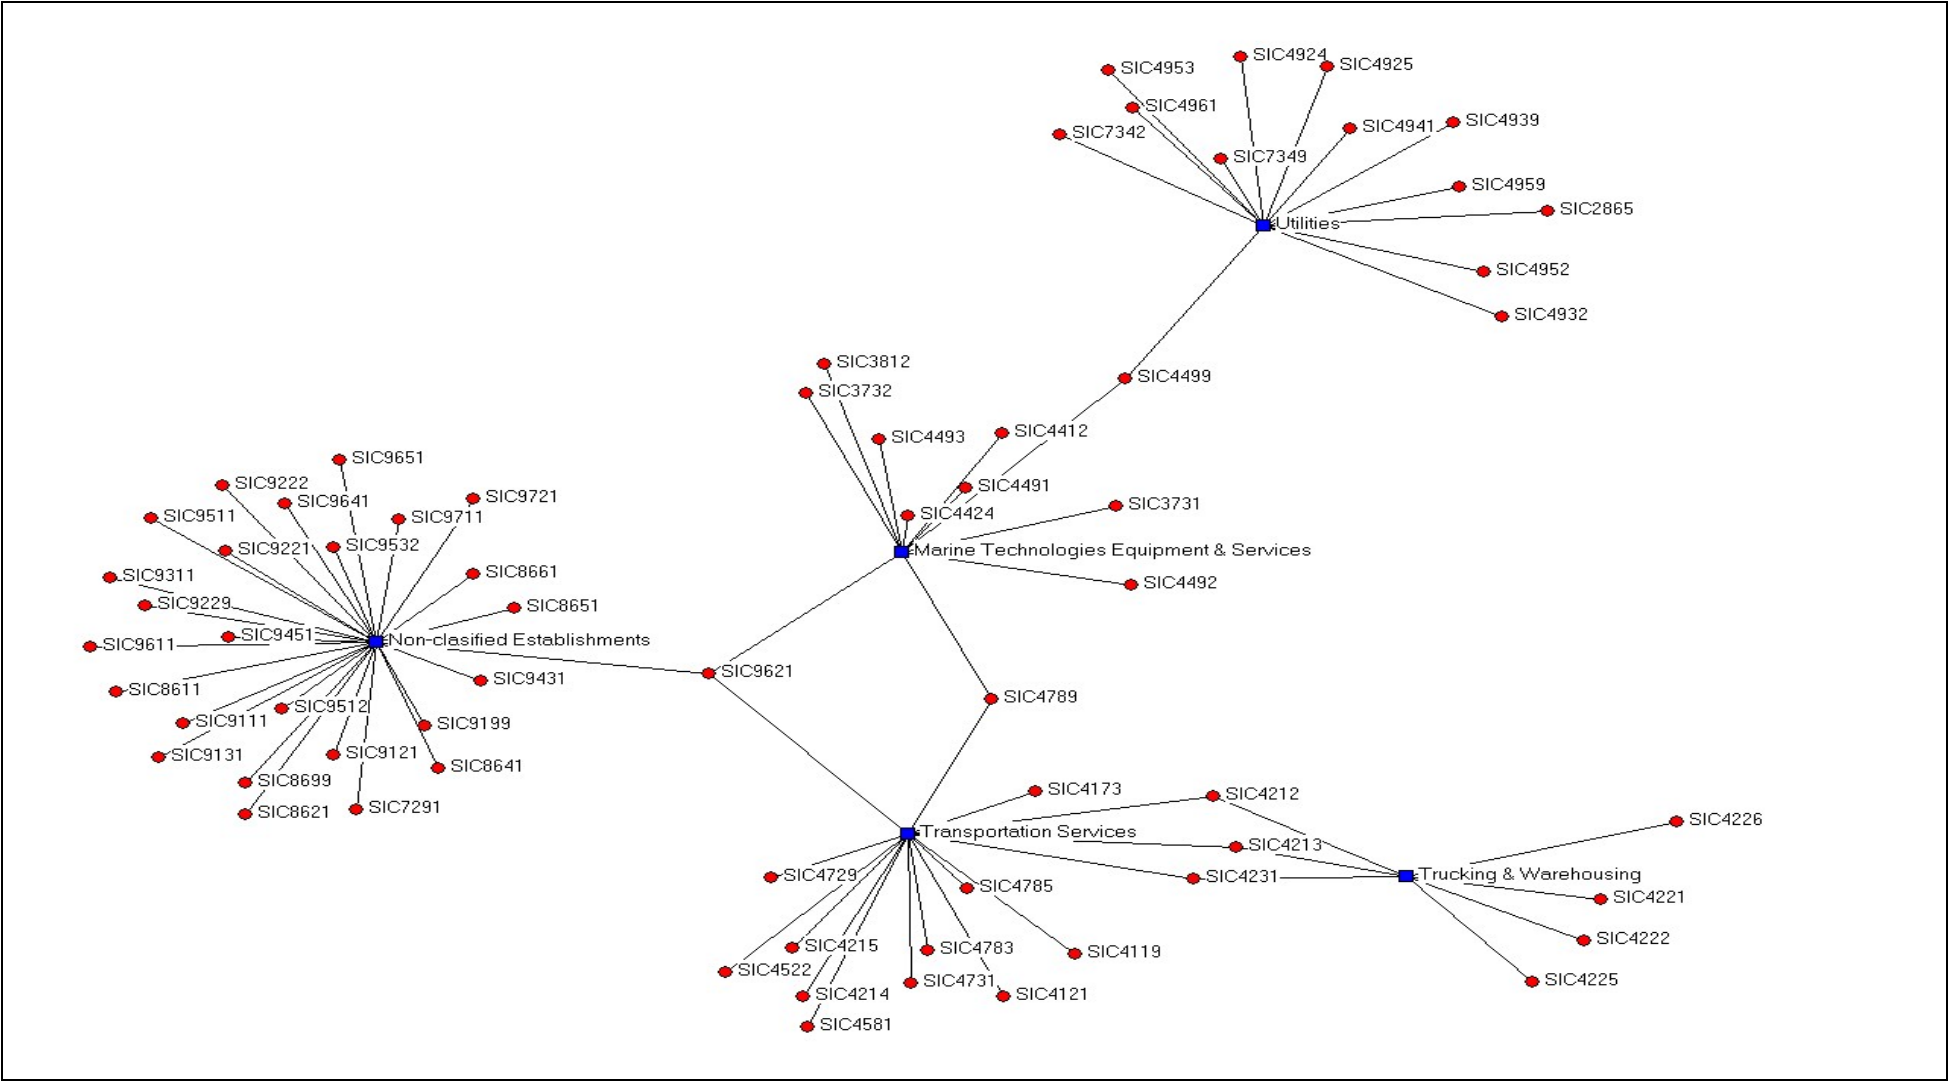 SIC4924
SIC4925
SIC4953
SIC4961
SIC7342
SIC4941
SIC4939
SIC7349
SIC4959
SIC2865
Utilities
SIC4952
SIC4932
SIC3812
SIC3732
SIC4499
SIC4493
SIC4412
SIC4491
SIC4424
SIC3731
Marine Technologies Equipment & Services
SIC4492
SIC9651
SIC9222
SIC9641
SIC9721
SIC9511
SIC9711
SIC9221
SIC9532
SIC9311
SIC8661
SIC9229
SIC8651
SIC9451
SIC9611
Non-clasified Establishments
SIC9621
SIC9431
SIC8611
SIC9512
SIC9111
SIC9199
SIC9131
SIC9121
SIC8641
SIC8699
SIC8621
SIC7291
SIC4789
SIC4173
SIC4212
SIC4226
Transportation Services
SIC4213
SIC4729
SIC4785
SIC4231
Trucking & Warehousing
SIC4221
SIC4215
SIC4783
SIC4119
SIC4222
SIC4522
SIC4731
SIC4225
SIC4214
SIC4121
SIC4581